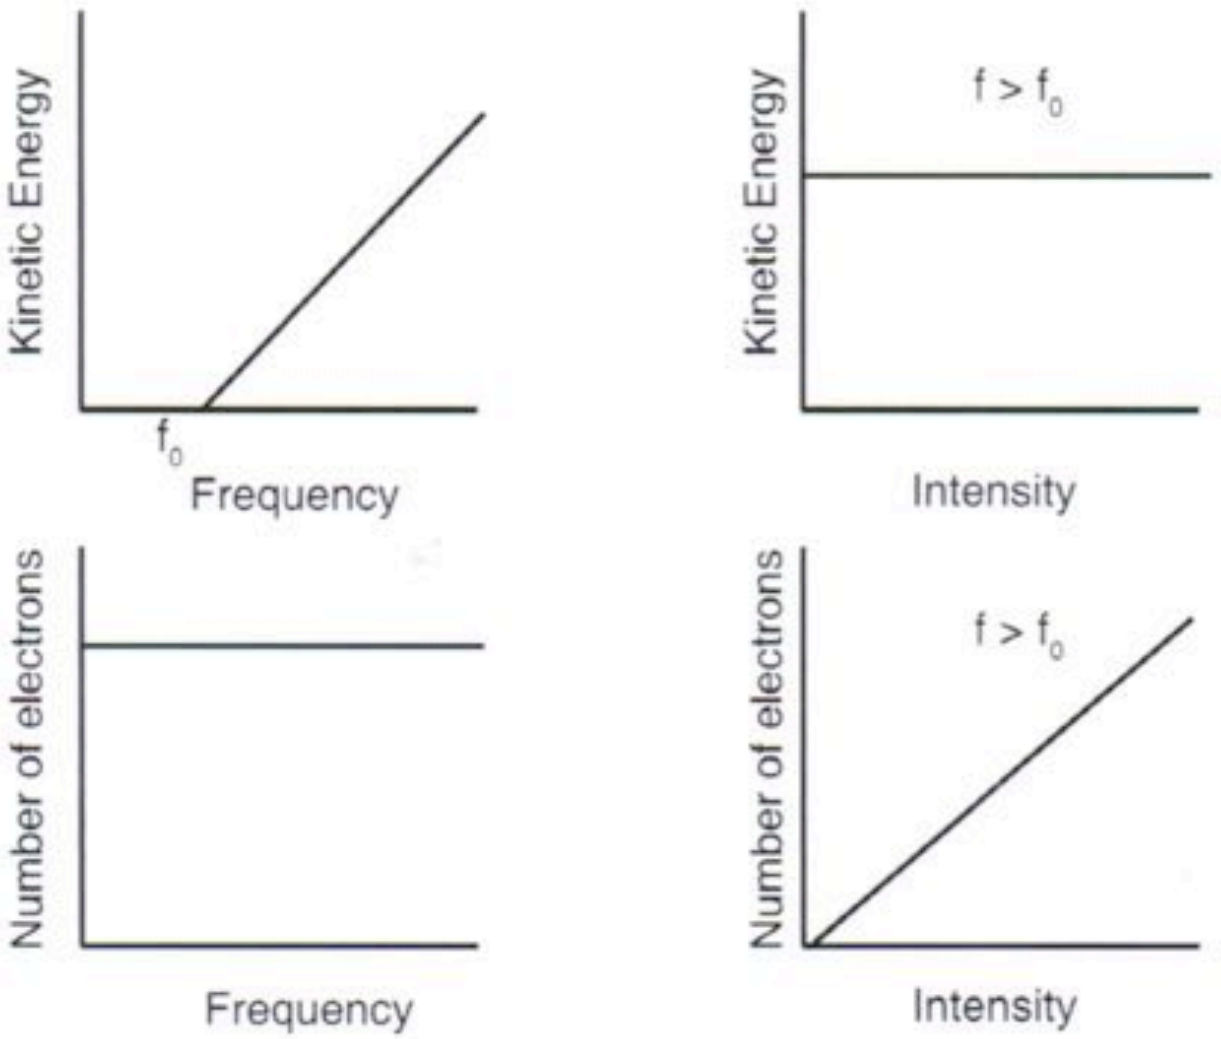 Kinetic Energy
f₀
Frequency
Kinetic Energy
f > f₀
Intensity
Number of electrons
Frequency
Number of electrons
f > f₀
Intensity